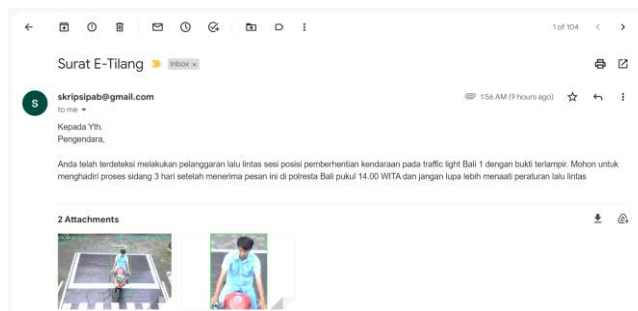 1 of 104
Surat E-Tilang
Inbox ×
S
skripsipab@gmail.com
1:56 AM (9 hours ago)
to me
Kepada Yth.
Pengendara,
Anda telah terdeteksi melakukan pelanggaran lalu lintas sesi posisi pemberhentian kendaraan pada traffic light Bali 1 dengan bukti terlampir. Mohon untuk
menghadiri proses sidang 3 hari setelah menerima pesan ini di polresta Bali pukul 14.00 WITA dan jangan lupa lebih menaati peraturan lalu lintas
2 Attachments